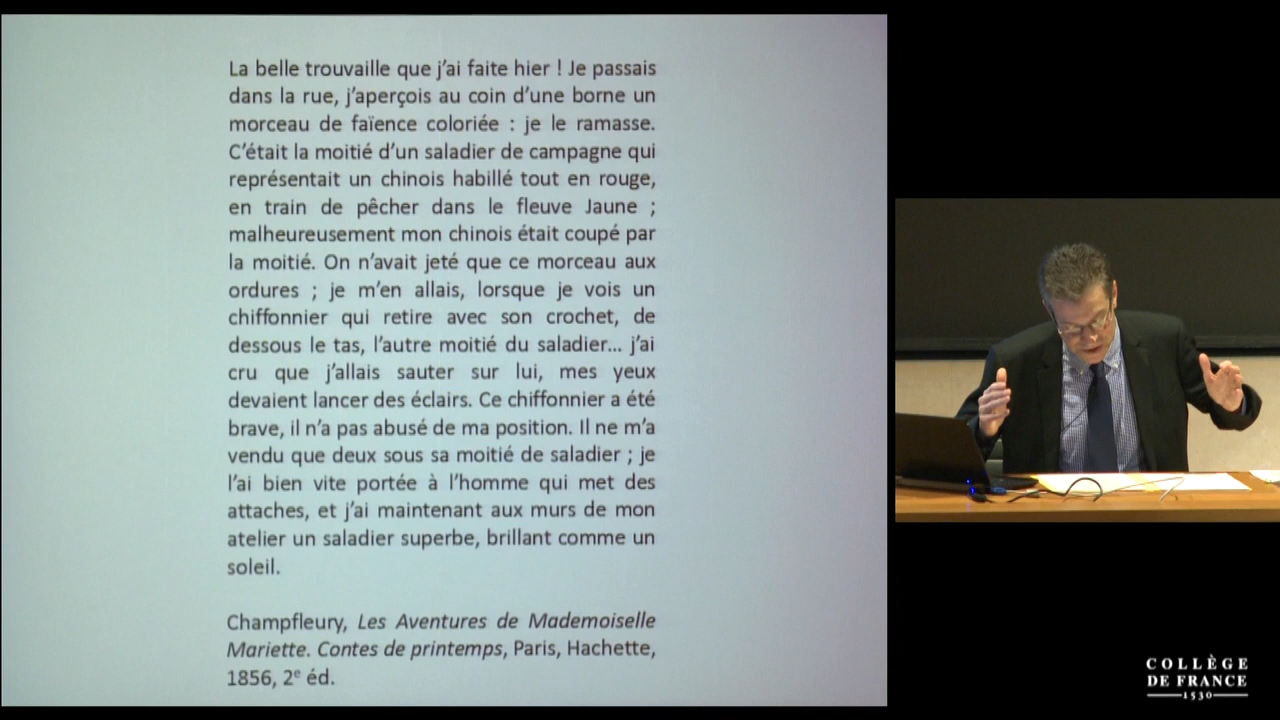 La belle trouvaille que j’ai faite hier ! Je passais
dans la rue, j’aperçois au coin d’une borne un
morceau de faïence coloriée : je le ramasse.
C’était la moitié d’un saladier de campagne qui
représentait un chinois habillé tout en rouge,
en train de pêcher dans le fleuve Jaune ;
malheureusement mon chinois était coupé par
la moitié. On n’avait jeté que ce morceau aux
ordures ; je m’en allais, lorsque je vois un
chiffonnier qui retire avec son crochet, de
dessous le tas, l’autre moitié du saladier... j’ai
cru que j’allais sauter sur lui, mes yeux
devaient lancer des éclairs. Ce chiffonnier a été
brave, il n’a pas abusé de ma position. Il ne m’a
vendu que deux sous sa moitié de saladier ; je
l’ai bien vite portée à l’homme qui met des
attaches, et j’ai maintenant aux murs de mon
atelier un saladier superbe, brillant comme un
soleil.
Champfleury, Les Aventures de Mademoiselle
Mariette. Contes de printemps, Paris, Hachette,
1856, 2e éd.
COLLÈGE
DE FRANCE
1530